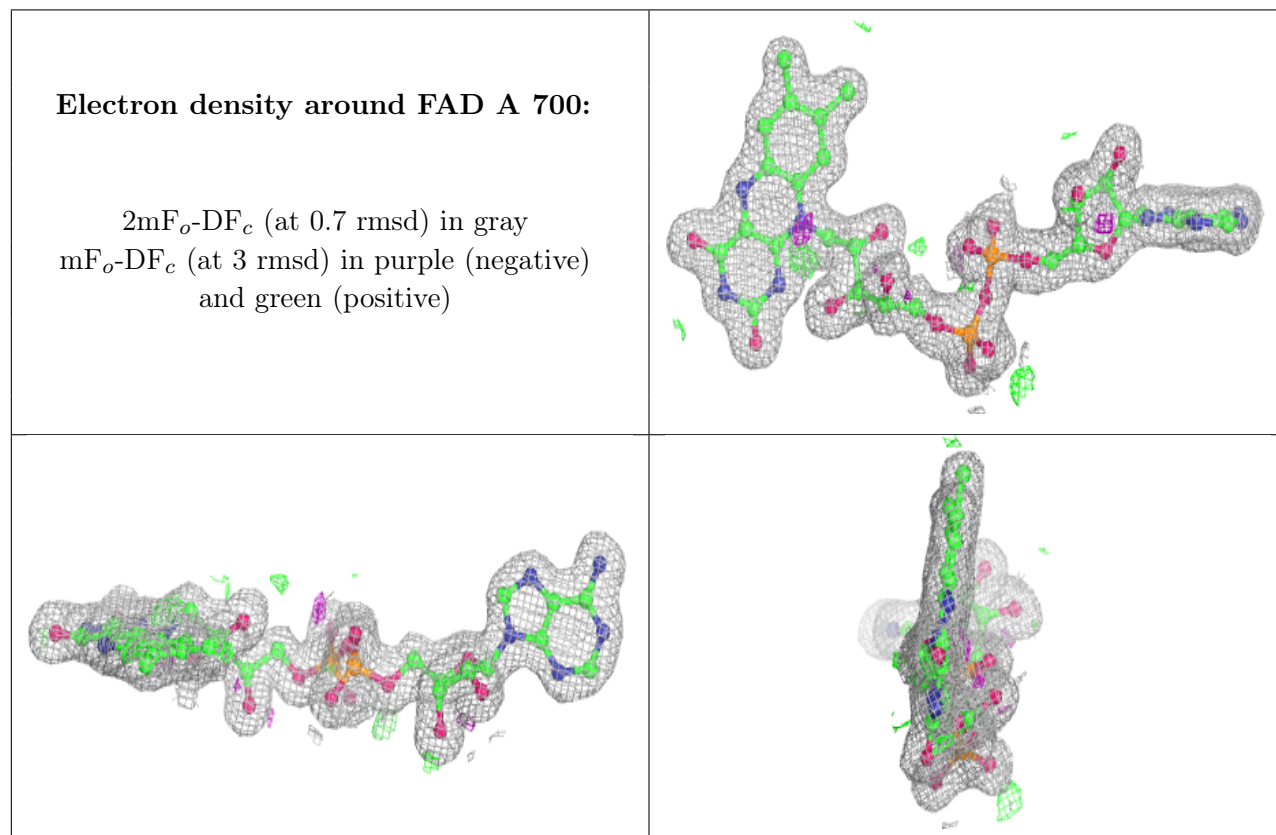 Electron density around FAD A 700:
2mFo-DFc (at 0.7 rmsd) in gray
mFo-DFc (at 3 rmsd) in purple (negative)
and green (positive)